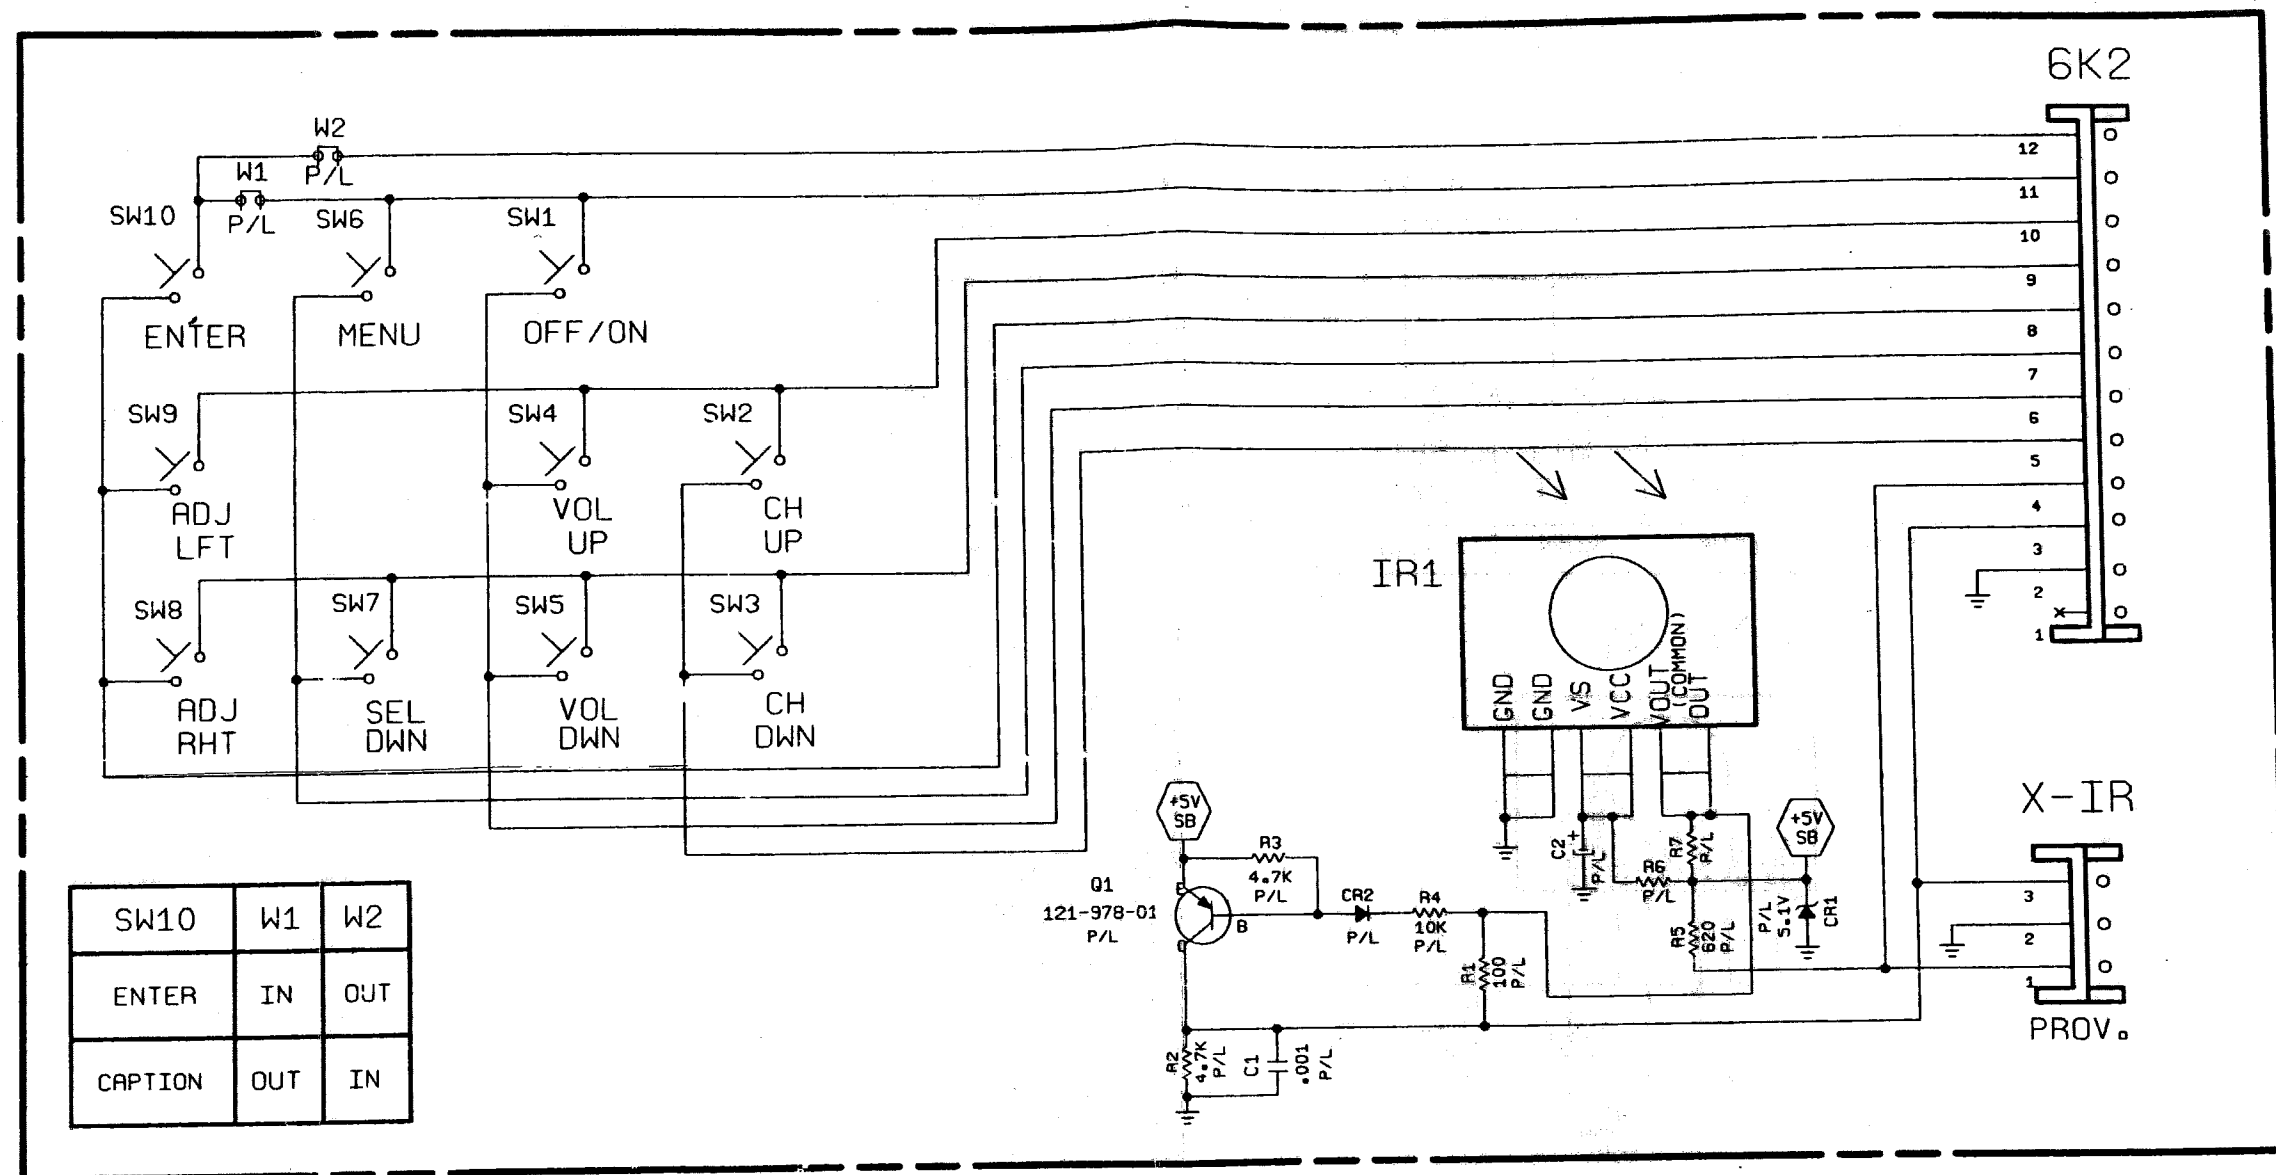 6K2
W2
P/L
W1
P/L
SW10
SW6
SW1
ENTER
MENU
OFF/ON
SW9
SW4
SW2
ADJ
LFT
VOL
UP
CH
UP
SW8
SW7
SW5
SW3
ADJ
RHT
SEL
DWN
VOL
DWN
CH
DWN
12
11
10
9
8
7
6
5
4
3
2
x
1
IR1
GND
GND
VS
VCC
VOUT
(COMMON)
OUT
X-IR
3
2
1
PROV.
+5V
SB
R3
4.7K
P/L
Q1
121-978-01
P/L
E
B
C
CR2
P/L
R4
10K
P/L
R1
100
P/L
C2
+
P/L
R6
P/L
R7
P/L
R5
620
P/L
+5V
SB
P/L
5.1V
CR1
R2
4.7K
P/L
C1
.001
P/L
SW10 W1 W2
ENTER IN OUT
CAPTION OUT IN